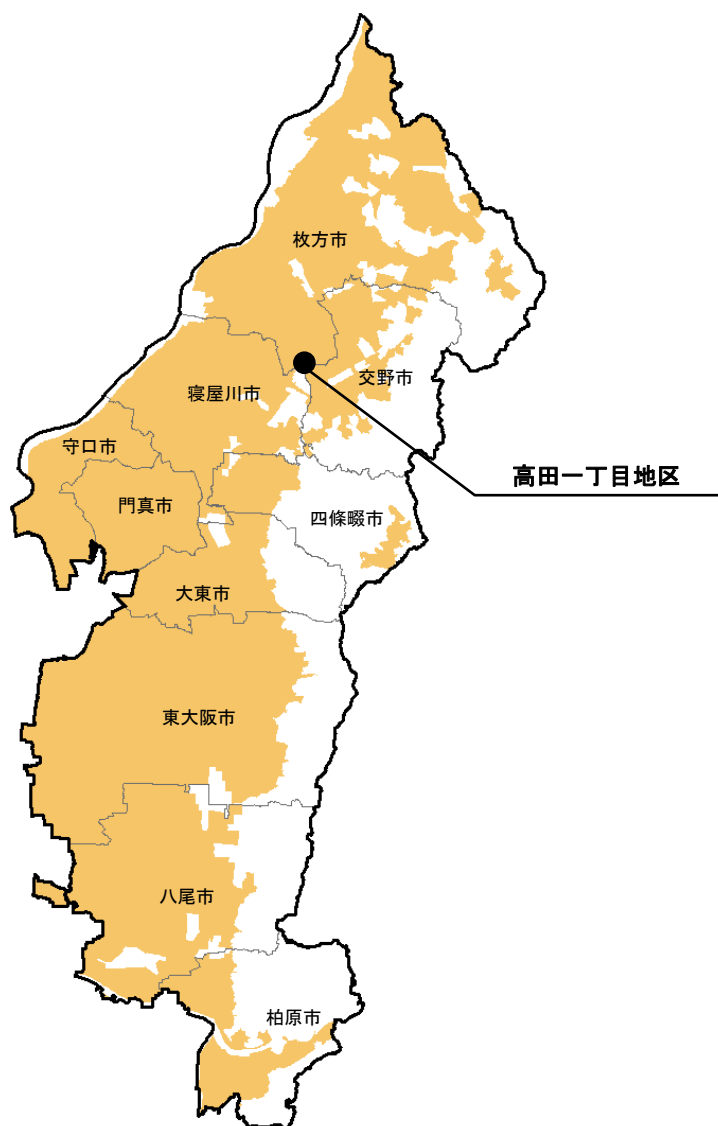 枚方市
交野市
寝屋川市
守口市
高田一丁目地区
門真市
四條畷市
大東市
東大阪市
八尾市
柏原市